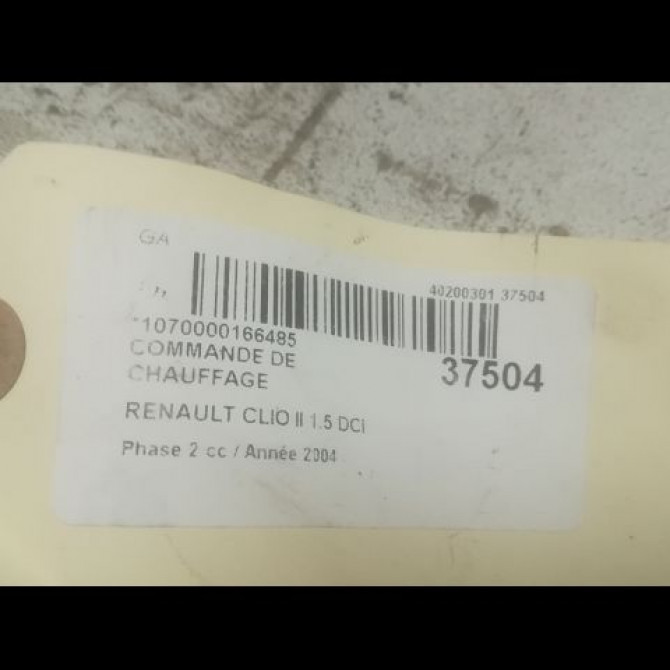 GA
40200301 37504
*1070000166485
COMMANDE DE
CHAUFFAGE
37504
RENAULT CLIO II 1.5 DCI
Phase 2 cc / Année 2004